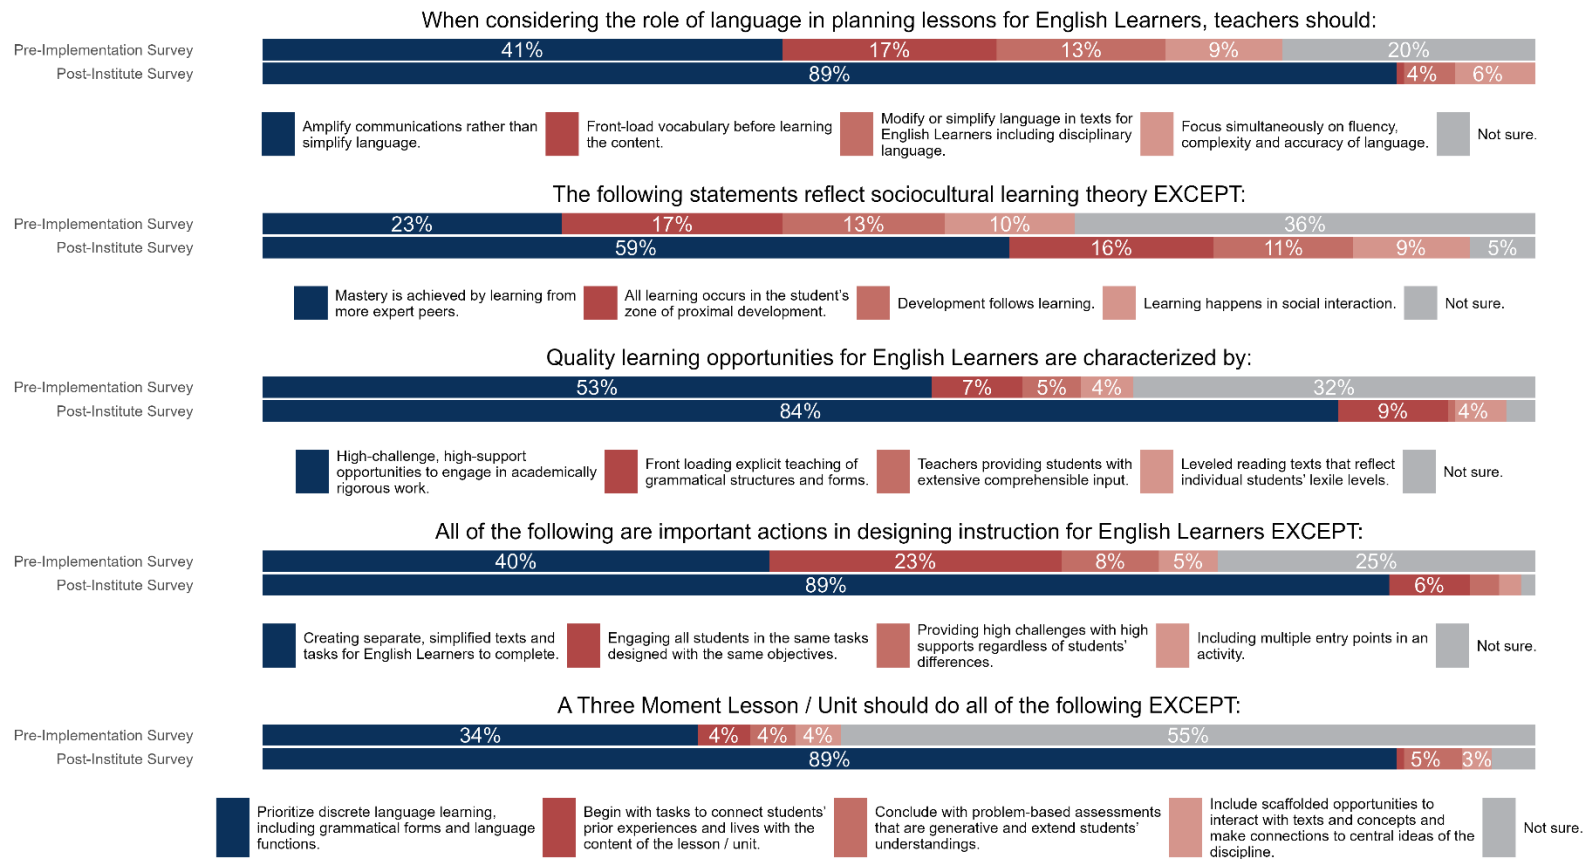 When considering the role of language in planning lessons for English Learners, teachers should:
Pre-Implementation Survey 41% 17% 13% 9% 20%
Post-Institute Survey 89% 4% 6%
Amplify communications rather than
simplify language.
Front-load vocabulary before learning
the content.
Modify or simplify language in texts for
English Learners including disciplinary
language.
Focus simultaneously on fluency,
complexity and accuracy of language.
Not sure.
The following statements reflect sociocultural learning theory EXCEPT:
Pre-Implementation Survey 23% 17% 13% 10% 36%
Post-Institute Survey 59% 16% 11% 9% 5%
Mastery is achieved by learning from
more expert peers.
All learning occurs in the student's
zone of proximal development.
Development follows learning.
Learning happens in social interaction.
Not sure.
Quality learning opportunities for English Learners are characterized by:
Pre-Implementation Survey 53% 7% 5% 4% 32%
Post-Institute Survey 84% 9% 4%
High-challenge, high-support
opportunities to engage in academically
rigorous work.
Front loading explicit teaching of
grammatical structures and forms.
Teachers providing students with
extensive comprehensible input.
Leveled reading texts that reflect
individual students' lexile levels.
Not sure.
All of the following are important actions in designing instruction for English Learners EXCEPT:
Pre-Implementation Survey 40% 23% 8% 5% 25%
Post-Institute Survey 89% 6%
Creating separate, simplified texts and
tasks for English Learners to complete.
Engaging all students in the same tasks
designed with the same objectives.
Providing high challenges with high
supports regardless of students'
differences.
Including multiple entry points in an
activity.
Not sure.
A Three Moment Lesson / Unit should do all of the following EXCEPT:
Pre-Implementation Survey 34% 4% 4% 4% 55%
Post-Institute Survey 89% 5% 3%
Prioritize discrete language learning,
including grammatical forms and language
functions.
Begin with tasks to connect students'
prior experiences and lives with the
content of the lesson / unit.
Conclude with problem-based assessments
that are generative and extend students'
understandings.
Include scaffolded opportunities to
interact with texts and concepts and
make connections to central ideas of the
discipline.
Not sure.